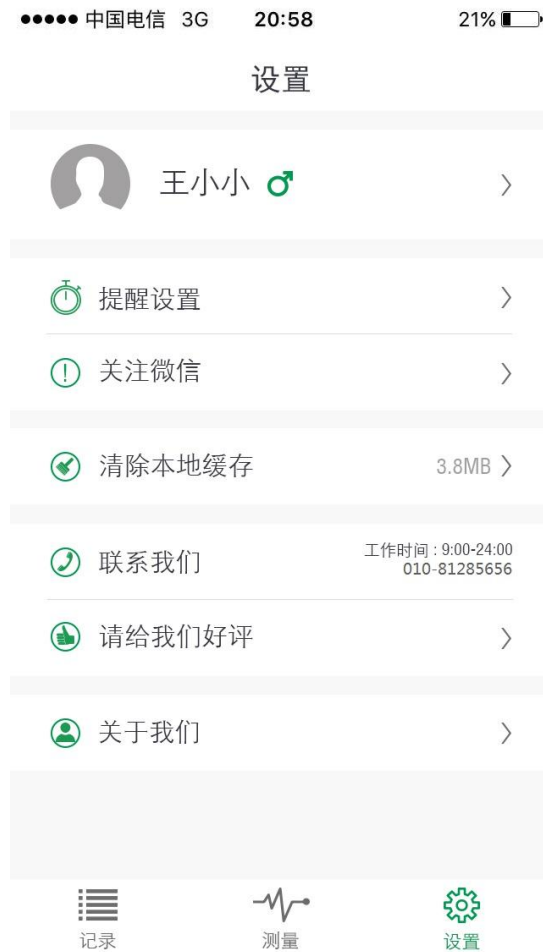 中国电信 3G 20:58 21%
设置
王小小
提醒设置
关注微信
清除本地缓存 3.8MB
联系我们 工作时间：9:00-24:00
010-81285656
请给我们好评
关于我们
记录 测量 设置